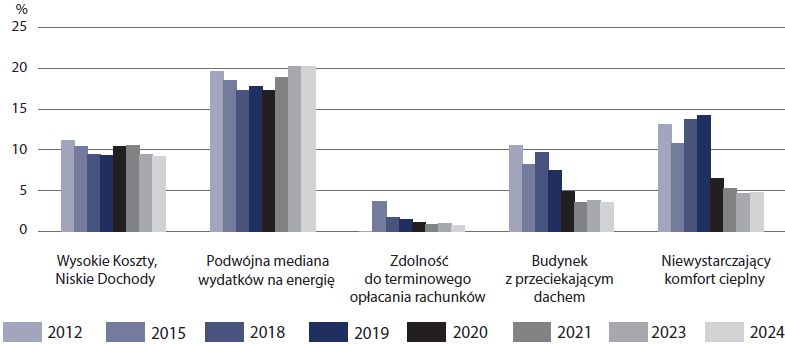 %
25
20
15
10
5
0
Wysokie Koszty,
Niskie Dochody
Podwójna mediana
wydatków na energię
Zdolność
do terminowego
opłacania rachunków
Budynek
z przeciekającym
dachem
Niewystarczający
komfort cieplny
2012 2015 2018 2019 2020 2021 2023 2024